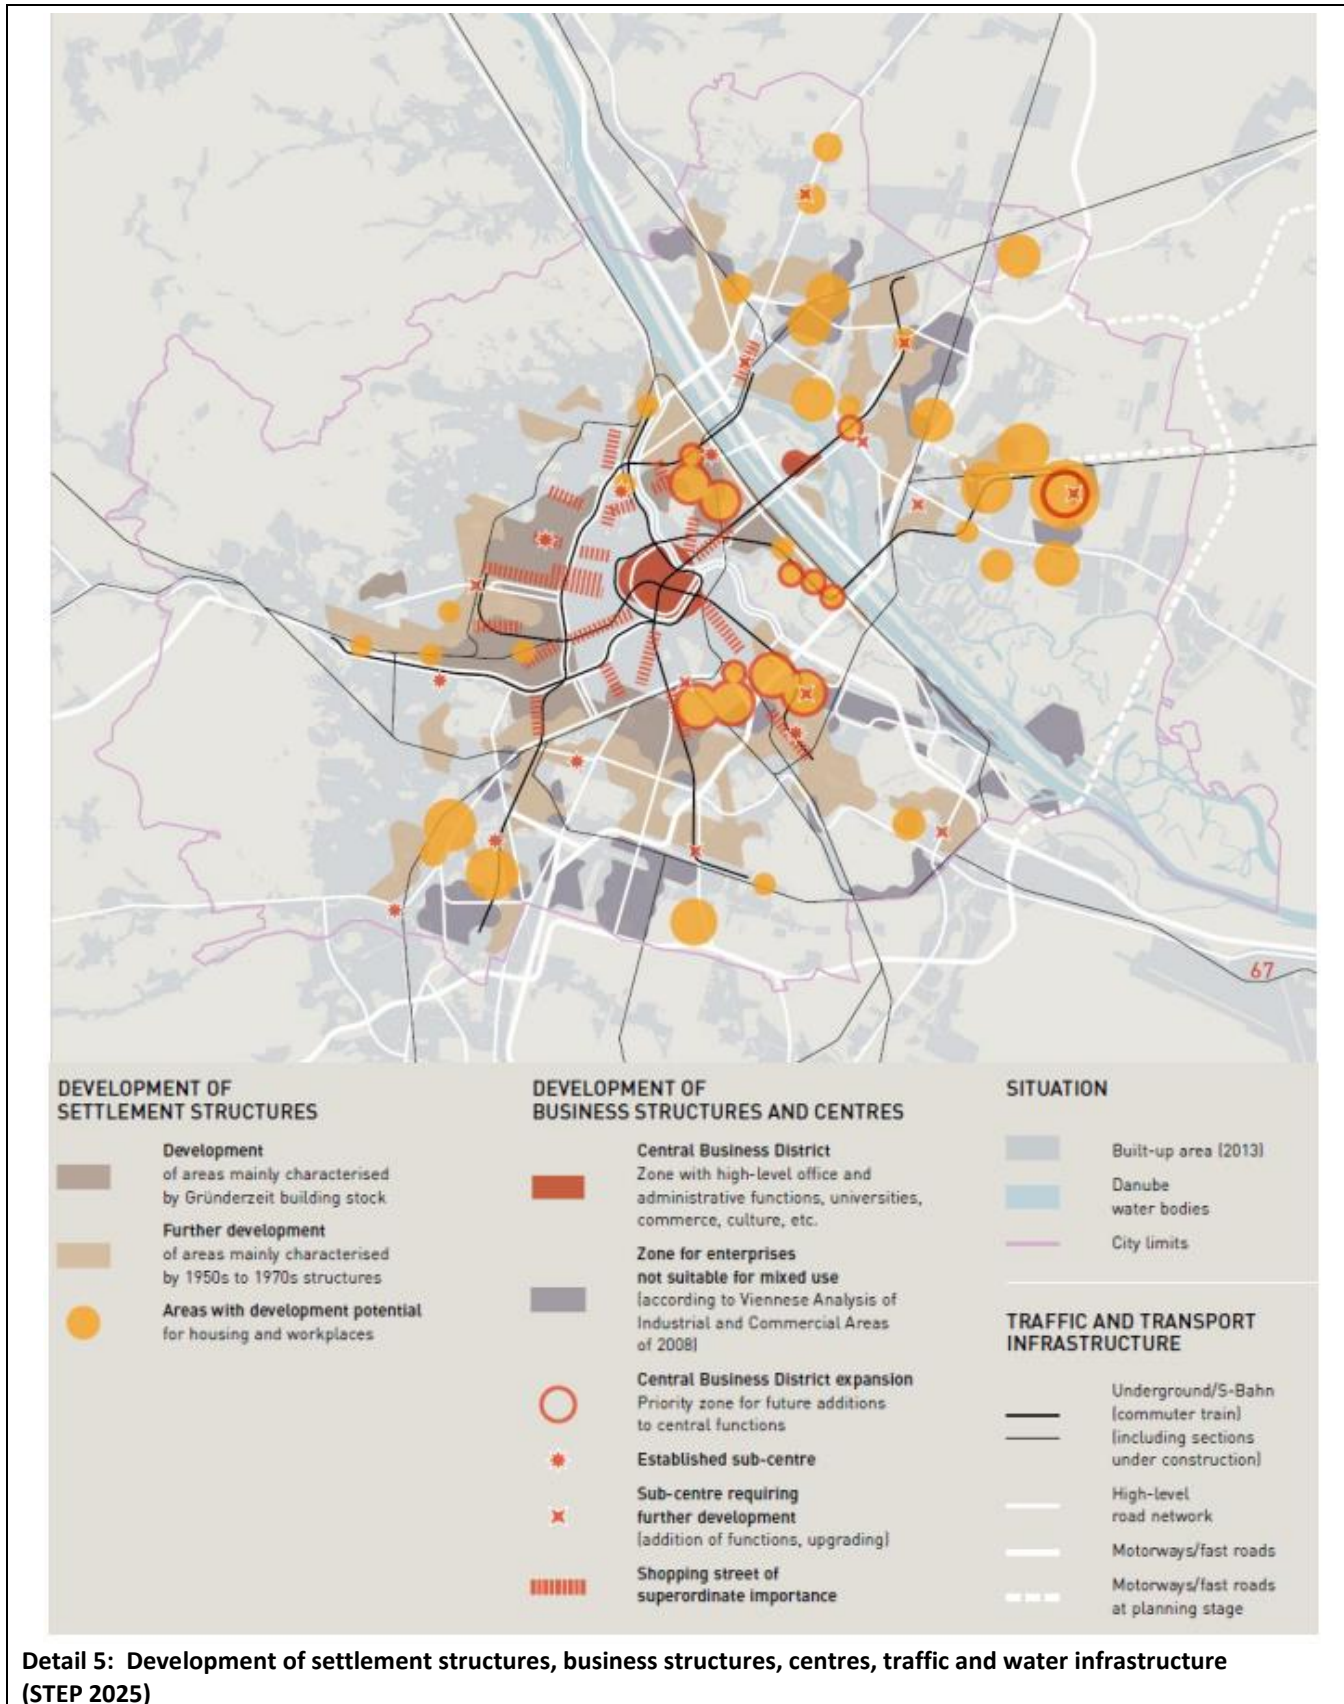 67
DEVELOPMENT OF
SETTLEMENT STRUCTURES
Development
of areas mainly characterised
by Gründerzeit building stock
Further development
of areas mainly characterised
by 1950s to 1970s structures
Areas with development potential
for housing and workplaces
DEVELOPMENT OF
BUSINESS STRUCTURES AND CENTRES
Central Business District
Zone with high-level office and
administrative functions, universities,
commerce, culture, etc.
Zone for enterprises
not suitable for mixed use
(according to Viennese Analysis of
Industrial and Commercial Areas
of 2008)
Central Business District expansion
Priority zone for future additions
to central functions
Established sub-centre
Sub-centre requiring
further development
(addition of functions, upgrading)
Shopping street of
superordinate importance
SITUATION
Built-up area (2013)
Danube
water bodies
City limits
TRAFFIC AND TRANSPORT
INFRASTRUCTURE
Underground/S-Bahn
(commuter train)
(including sections
under construction)
High-level
road network
Motorways/fast roads
Motorways/fast roads
at planning stage
Detail 5: Development of settlement structures, business structures, centres, traffic and water infrastructure
(STEP 2025)